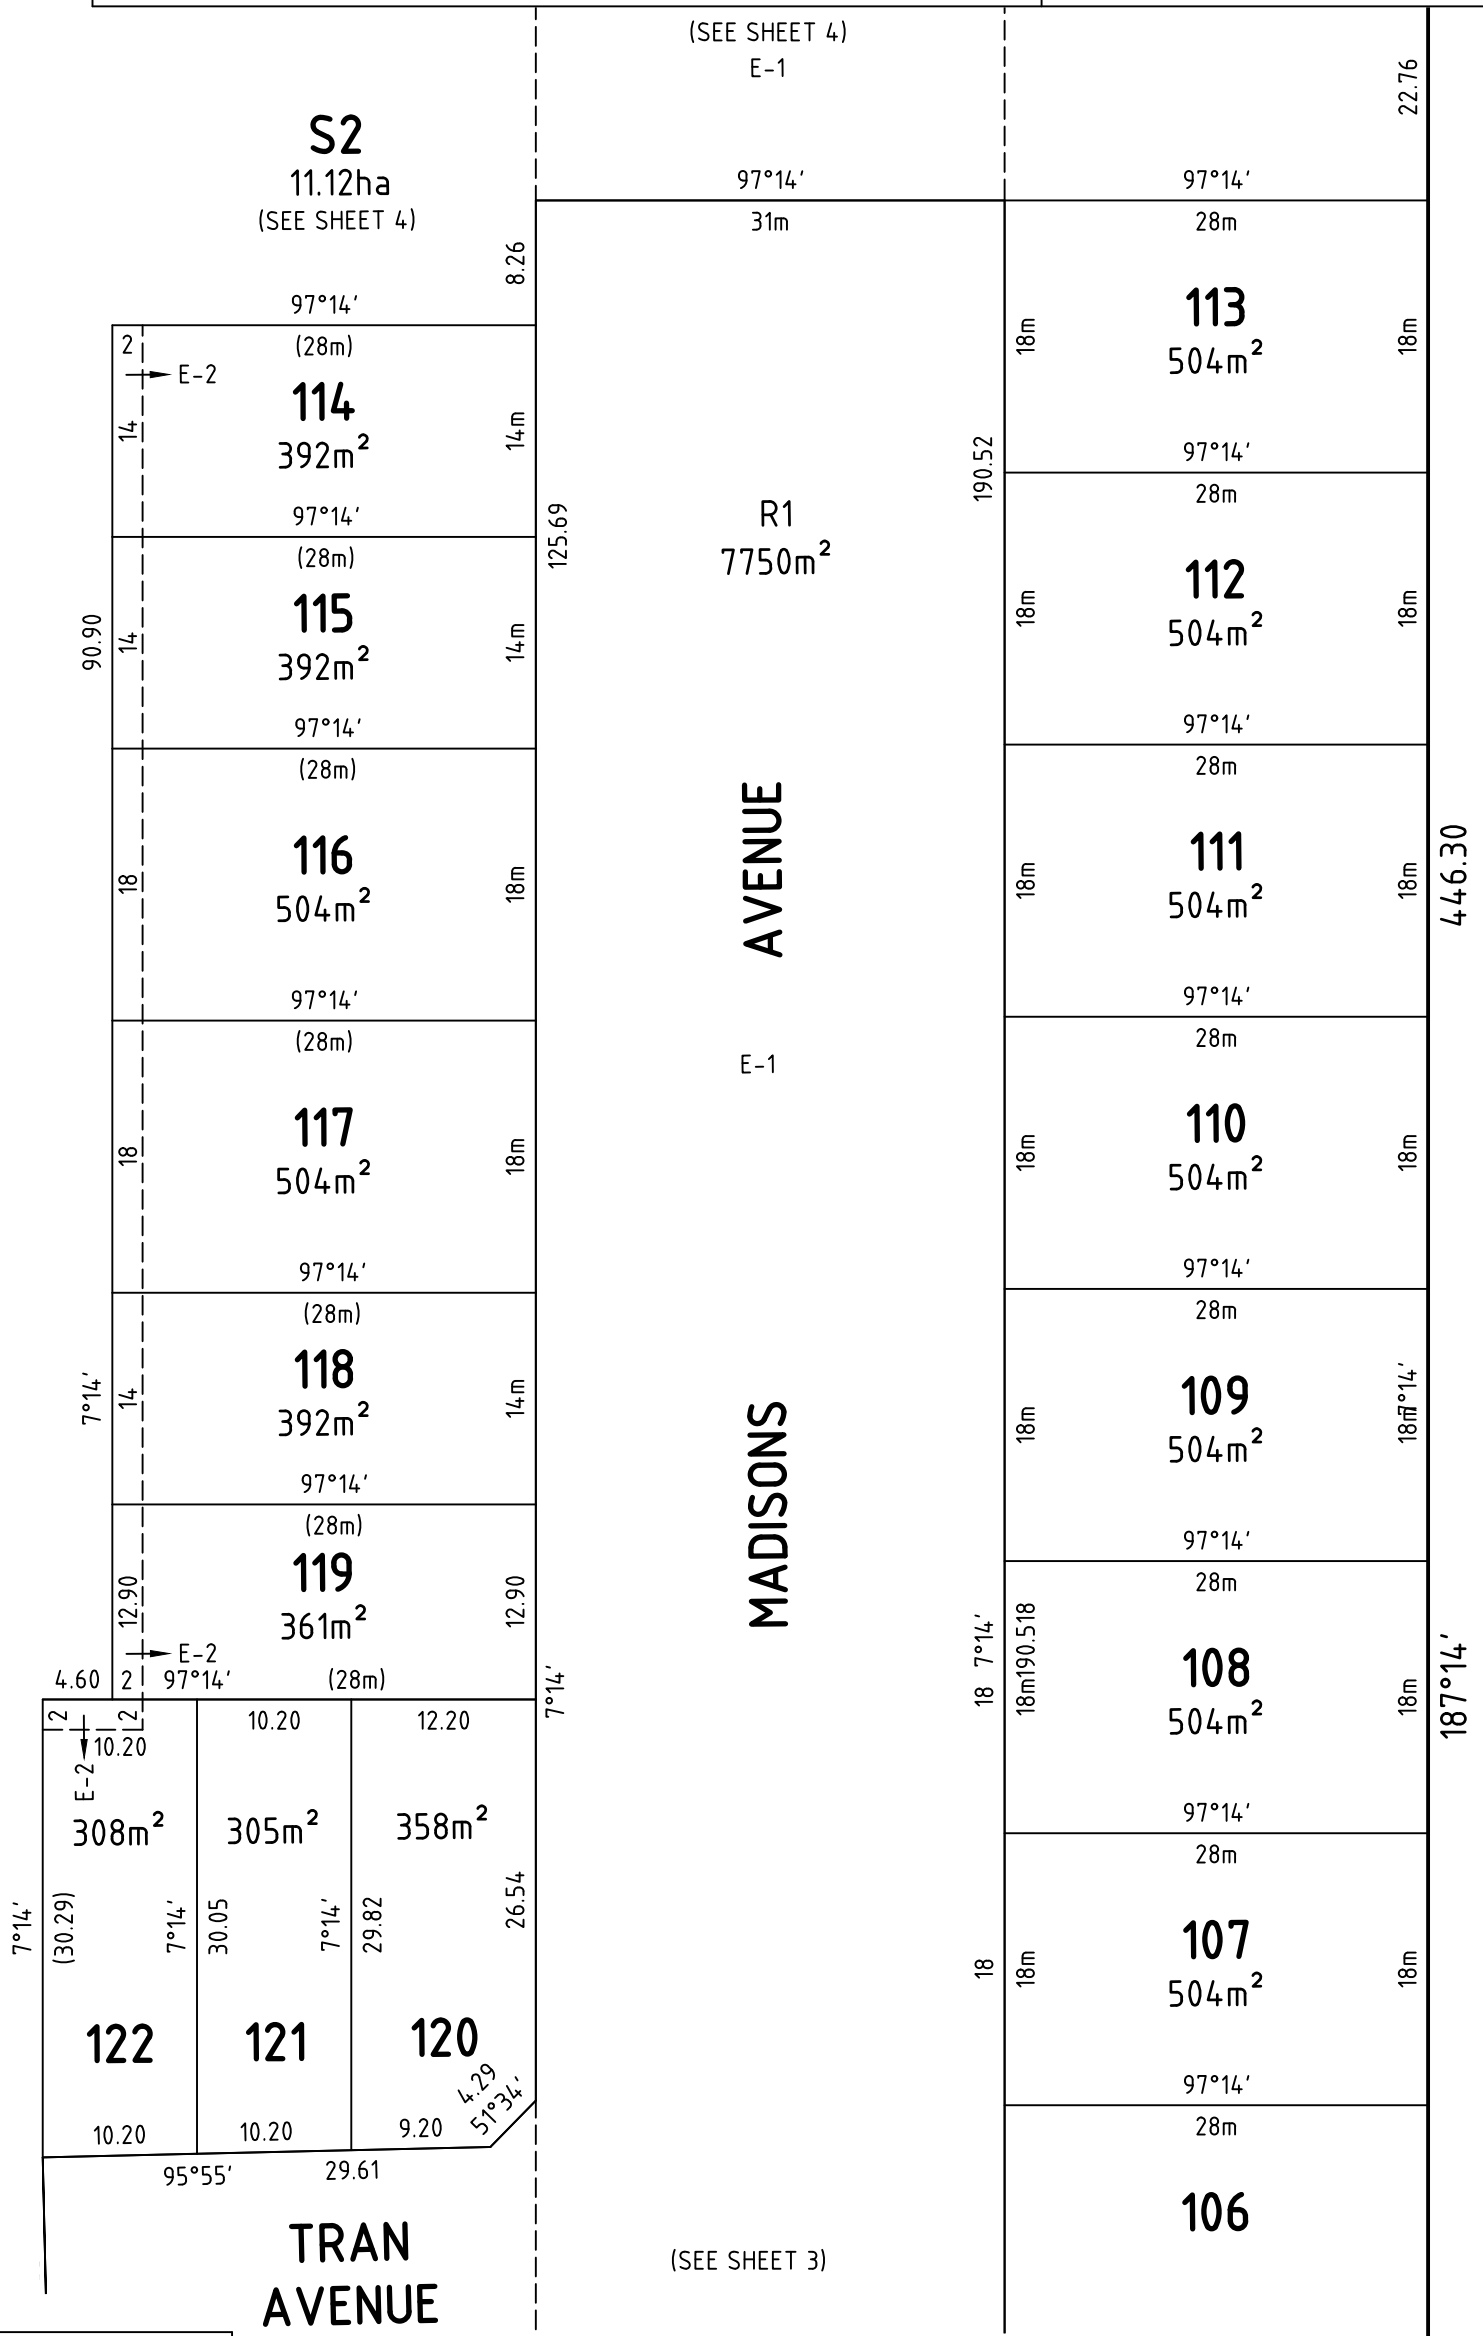 (SEE SHEET 4)
E-1
22.76
S2
11.12ha
(SEE SHEET 4)
8.26
97°14'
31m
97°14'
28m
113
504m²
18m
18m
97°14'
(28m)
2
E-2
114
392m²
14
14m
97°14'
(28m)
115
392m²
14
14m
90.90
125.69
97°14'
(28m)
116
504m²
18
18m
97°14'
(28m)
117
504m²
18
18m
97°14'
(28m)
118
392m²
14
14m
7°14'
97°14'
(28m)
119
361m²
12.90
12.90
E-2
4.60
2
97°14'
(28m)
7°14'
2
2
10.20
E-2
10.20
12.20
308m²
305m²
358m²
7°14'
(30.29)
7°14'
30.05
7°14'
29.82
26.54
122
121
120
4.29
51°34'
10.20
10.20
9.20
95°55'
29.61
TRAN
AVENUE
R1
7750m²
190.52
MADISONS AVENUE
E-1
(SEE SHEET 3)
97°14'
28m
112
504m²
18m
18m
97°14'
28m
111
504m²
18m
18m
446.30
97°14'
28m
110
504m²
18m
18m
97°14'
28m
109
504m²
18m
18m
7°14'
97°14'
28m
108
504m²
18 7°14'
18m190.518
18m
187°14'
97°14'
28m
107
504m²
18
18m
18m
97°14'
28m
106